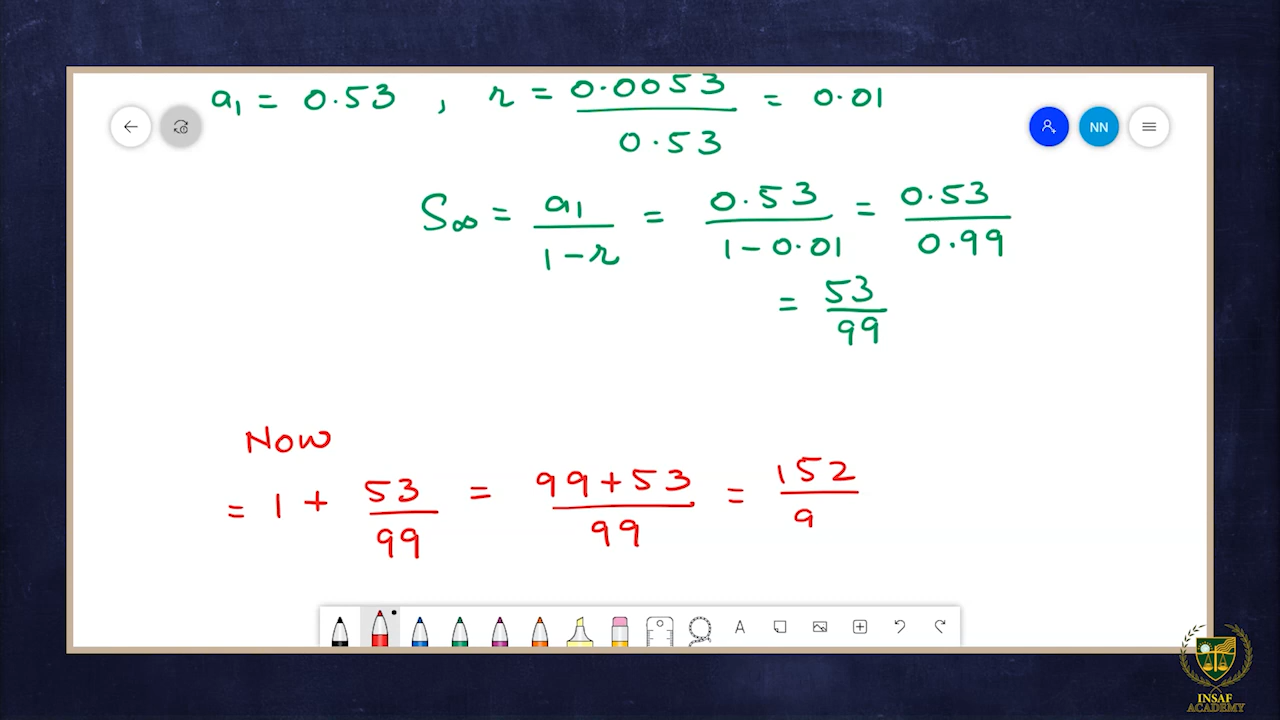 a₁ = 0.53 , r = 0.0053/0.53 = 0.01
NN
S∞ = a₁/1-r = 0.53/1-0.01 = 0.53/0.99
= 53/99
Now
= 1 + 53/99 = 99+53/99 = 152/9
A
INSAF
ACADEMY